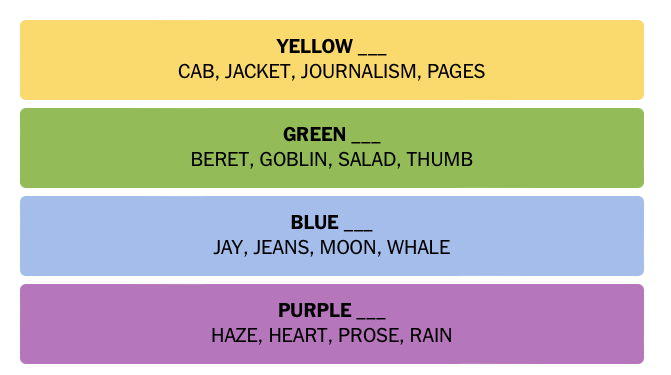 YELLOW ___
CAB, JACKET, JOURNALISM, PAGES
GREEN ___
BERET, GOBLIN, SALAD, THUMB
BLUE ___
JAY, JEANS, MOON, WHALE
PURPLE ___
HAZE, HEART, PROSE, RAIN